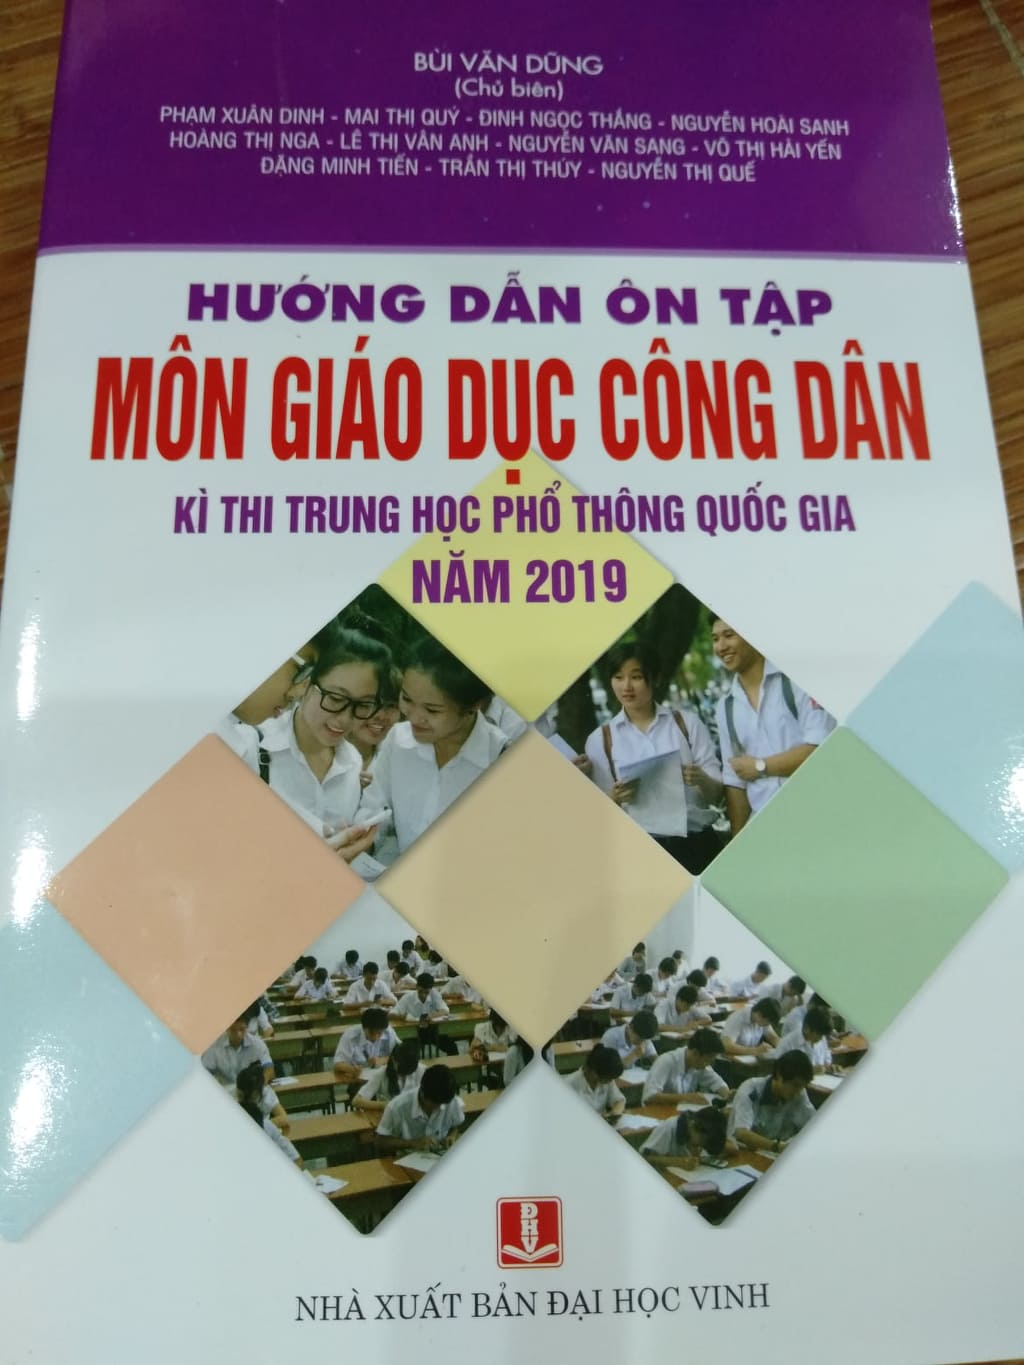 BÙI VĂN DŨNG
(Chủ biên)
PHẠM XUÂN DINH - MAI THỊ QUÝ - ĐINH NGỌC THẮNG - NGUYỄN HOÀI SANH
HOÀNG THỊ NGA - LÊ THỊ VÂN ANH - NGUYỄN VĂN SANG - VÕ THỊ HẢI YẾN
ĐẶNG MINH TIẾN - TRẦN THỊ THÚY - NGUYỄN THỊ QUẾ
HƯỚNG DẪN ÔN TẬP
MÔN GIÁO DỤC CÔNG DÂN
KÌ THI TRUNG HỌC PHỔ THÔNG QUỐC GIA
NĂM 2019
ĐHV
NHÀ XUẤT BẢN ĐẠI HỌC VINH